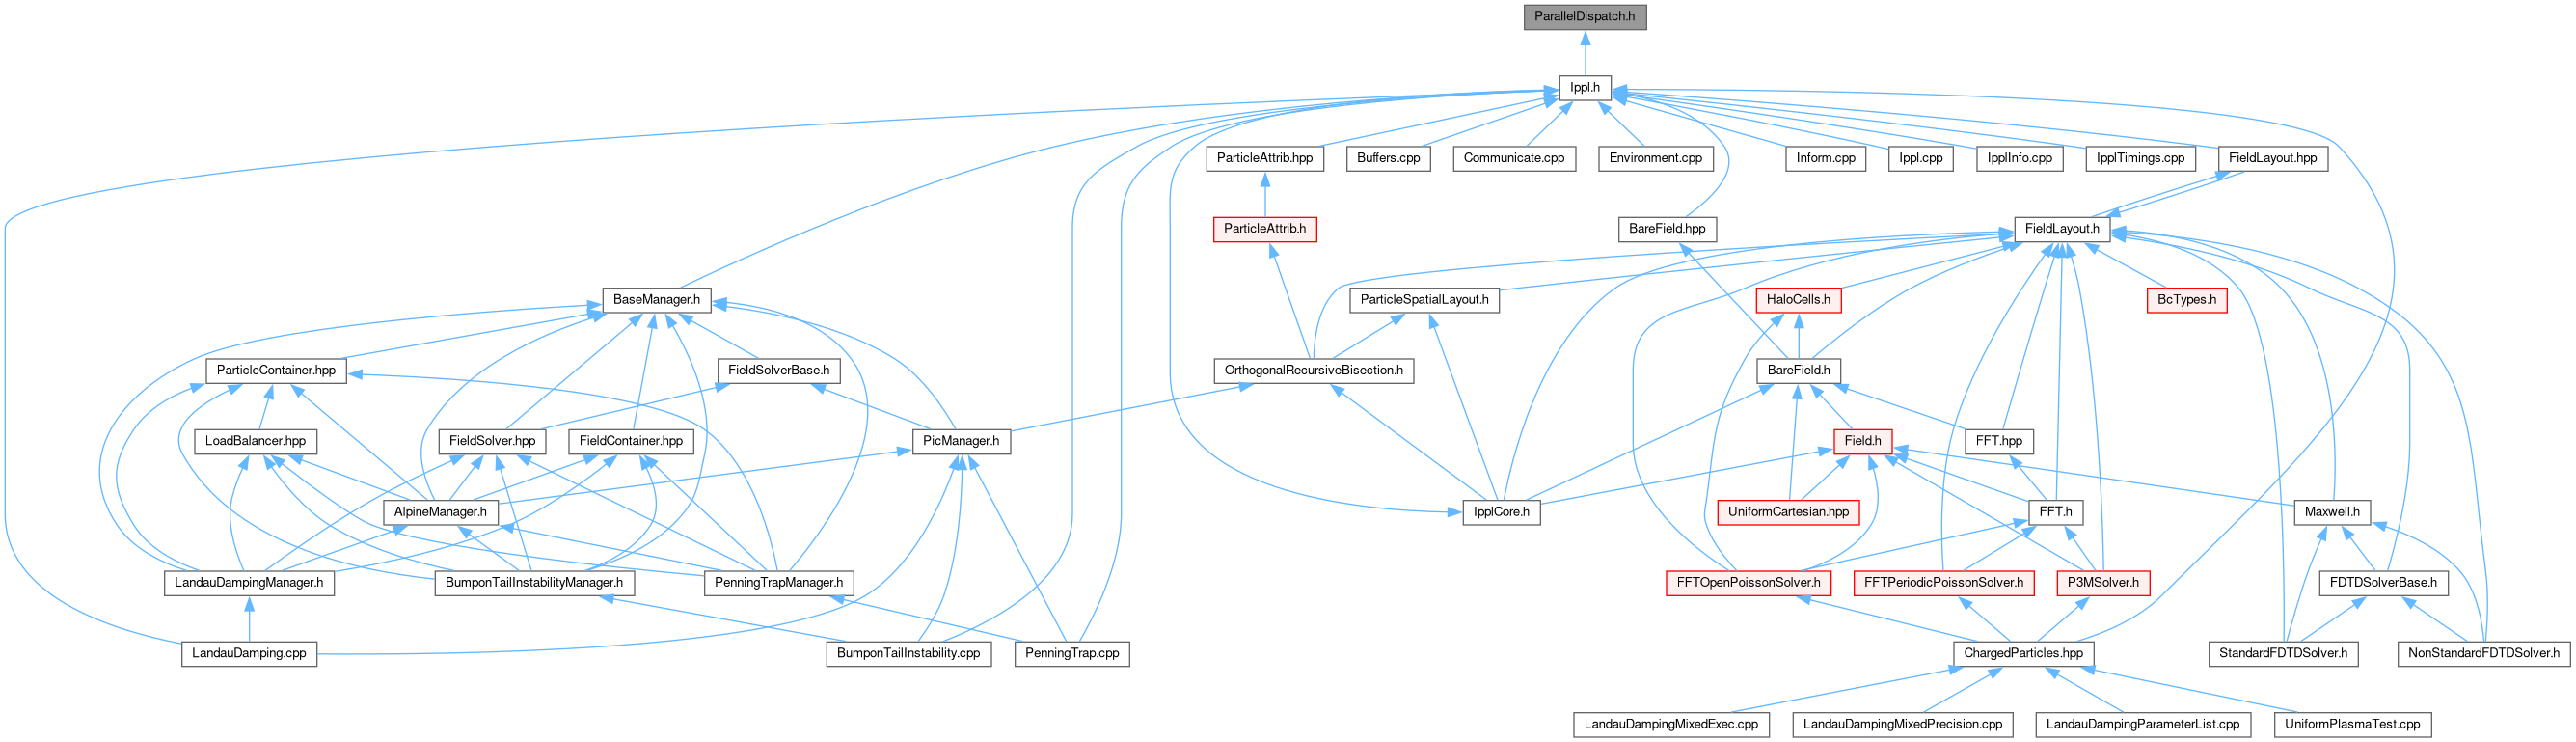 ParallelDispatch.h
Ippl.h
ParticleAttrib.hpp
Buffers.cpp
Communicate.cpp
Environment.cpp
Inform.cpp
Ippl.cpp
IpplInfo.cpp
IpplTimings.cpp
FieldLayout.hpp
ParticleAttrib.h
BareField.hpp
FieldLayout.h
BaseManager.h
ParticleSpatialLayout.h
HaloCells.h
BcTypes.h
ParticleContainer.hpp
FieldSolverBase.h
OrthogonalRecursiveBisection.h
BareField.h
LoadBalancer.hpp
FieldSolver.hpp
FieldContainer.hpp
PicManager.h
Field.h
FFT.hpp
AlpineManager.h
IpplCore.h
UniformCartesian.hpp
FFT.h
Maxwell.h
LandauDampingManager.h
BumponTailInstabilityManager.h
PenningTrapManager.h
FFTOpenPoissonSolver.h
FFTPeriodicPoissonSolver.h
P3MSolver.h
FDTDSolverBase.h
LandauDamping.cpp
BumponTailInstability.cpp
PenningTrap.cpp
ChargedParticles.hpp
StandardFDTDSolver.h
NonStandardFDTDSolver.h
LandauDampingMixedExec.cpp
LandauDampingMixedPrecision.cpp
LandauDampingParameterList.cpp
UniformPlasmaTest.cpp